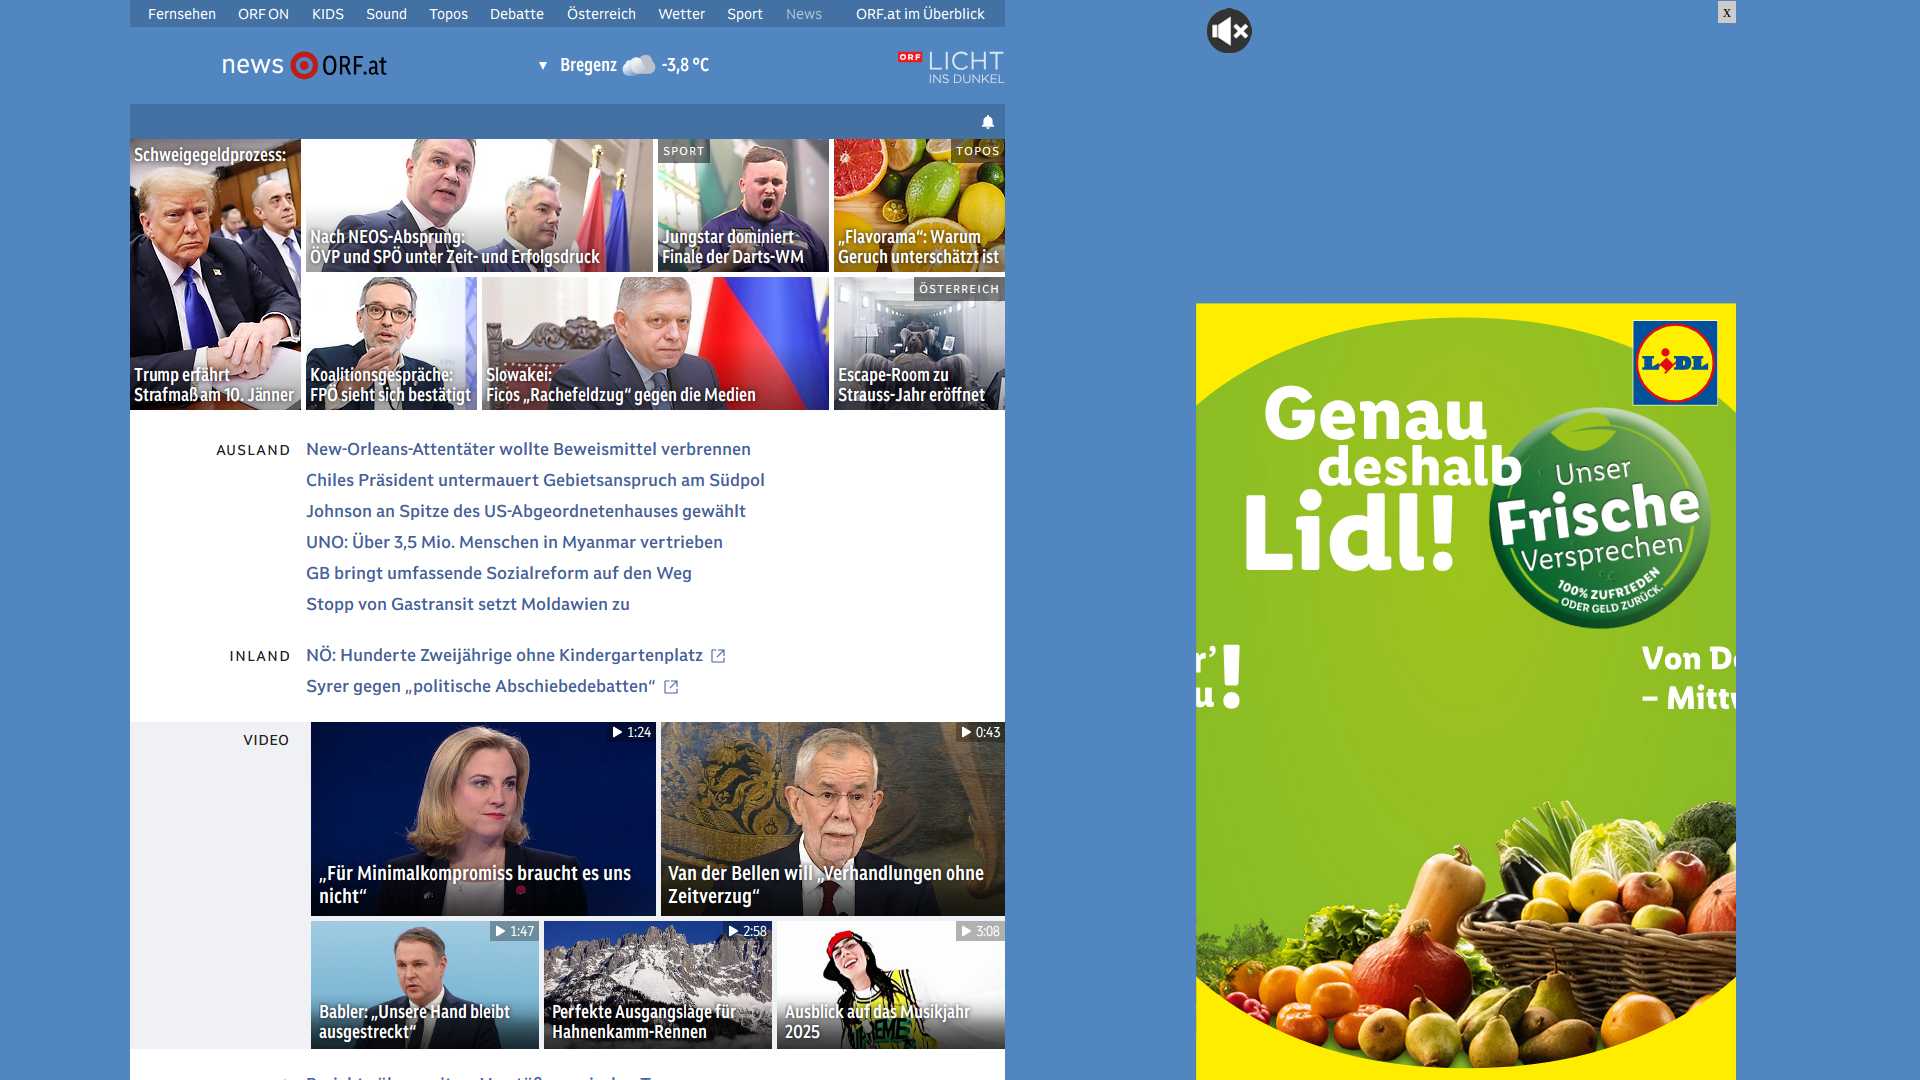 Fernsehen ORF ON KIDS Sound Topos Debatte Österreich Wetter Sport News ORF.at im Überblick
x
news ORF.at
▼ Bregenz -3,8 °C
ORF LICHT
INS DUNKEL
Schweigegeldprozess:
Trump erfährt
Strafmaß am 10. Jänner
Nach NEOS-Absprung:
ÖVP und SPÖ unter Zeit- und Erfolgsdruck
SPORT
Jungstar dominiert
Finale der Darts-WM
TOPOS
„Flavorama“: Warum
Geruch unterschätzt ist
Koalitionsgespräche:
FPÖ sieht sich bestätigt
Slowakei:
Ficos „Rachefeldzug“ gegen die Medien
ÖSTERREICH
Escape-Room zu
Strauss-Jahr eröffnet
AUSLAND
New-Orleans-Attentäter wollte Beweismittel verbrennen
Chiles Präsident untermauert Gebietsanspruch am Südpol
Johnson an Spitze des US-Abgeordnetenhauses gewählt
UNO: Über 3,5 Mio. Menschen in Myanmar vertrieben
GB bringt umfassende Sozialreform auf den Weg
Stopp von Gastransit setzt Moldawien zu
INLAND
NÖ: Hunderte Zweijährige ohne Kindergartenplatz
Syrer gegen „politische Abschiebedebatten“
VIDEO
1:24
„Für Minimalkompromiss braucht es uns
nicht“
0:43
Van der Bellen will „Verhandlungen ohne
Zeitverzug“
1:47
Babler: „Unsere Hand bleibt
ausgestreckt“
2:58
Perfekte Ausgangslage für
Hahnenkamm-Rennen
3:08
Ausblick auf das Musikjahr
2025
LIDL
Genau
deshalb
Lidl!
Unser
Frische
Versprechen
100% ZUFRIEDEN
ODER GELD ZURÜCK.
r’
u!
Von D
– Mitt